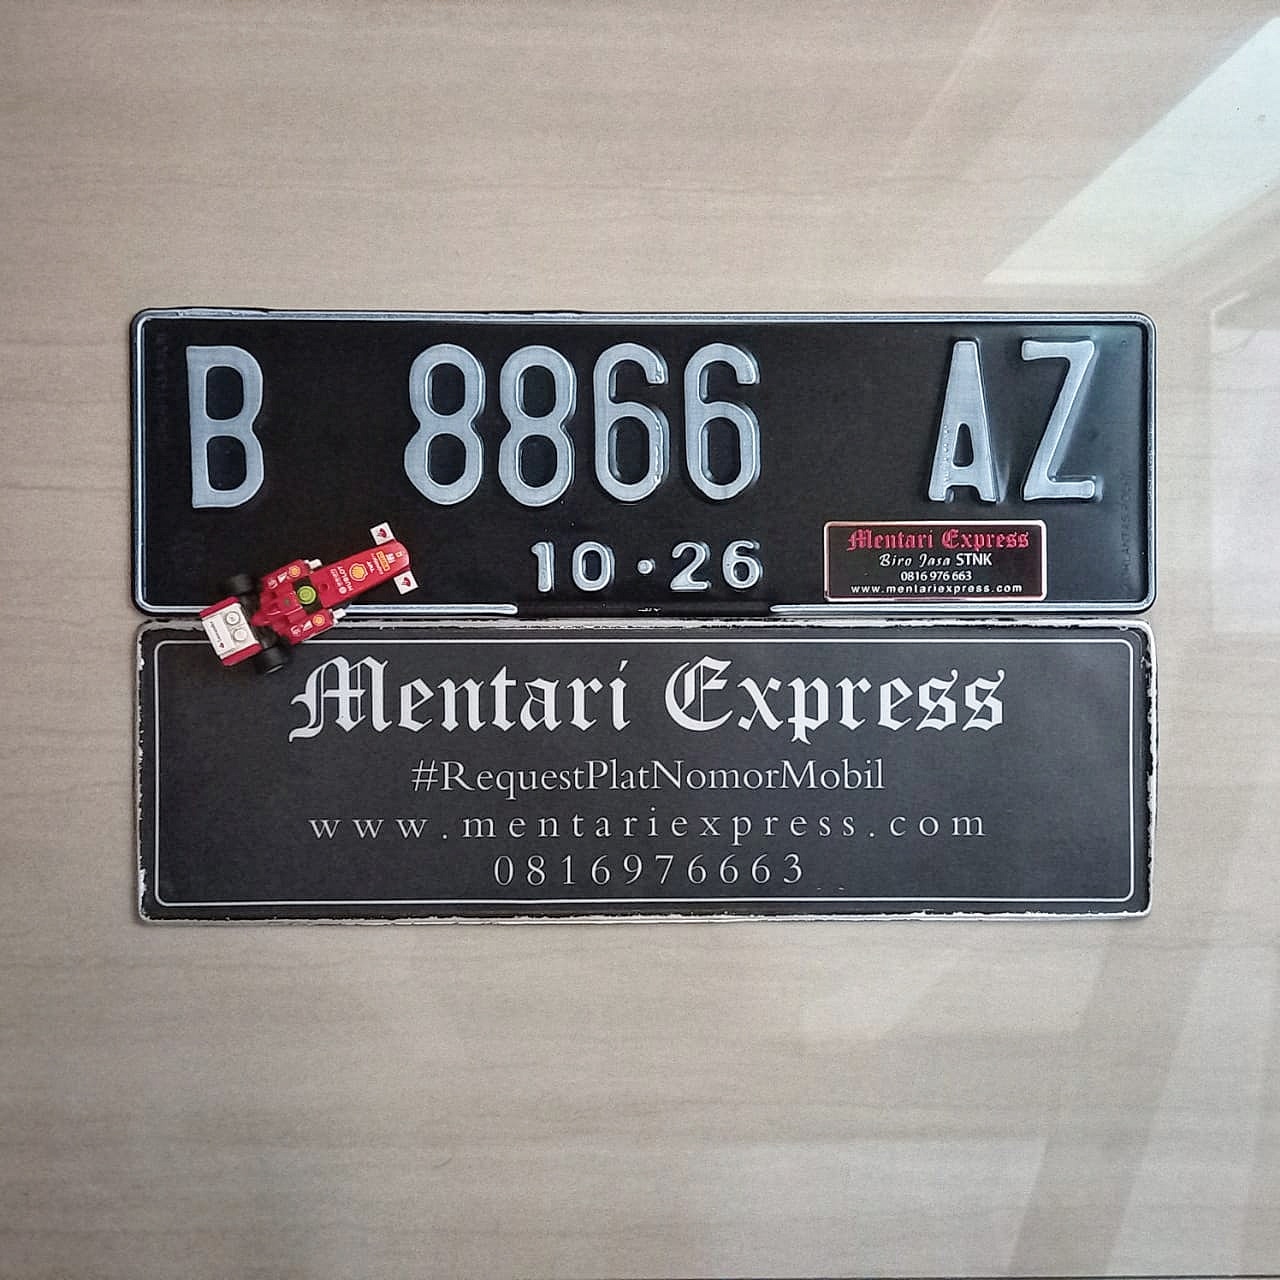 B 8866 AZ
10·26
Mentari Express
Biro Jasa STNK
0816 976 663
www.mentariexpress.com
Mentari Express
#RequestPlatNomorMobil
www.mentariexpress.com
0816976663